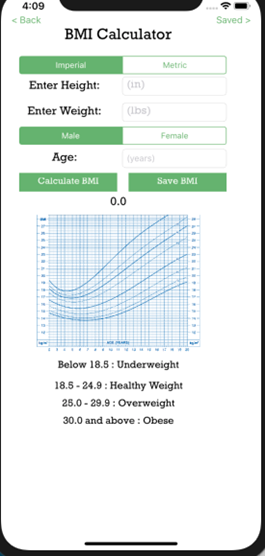 4:09
< Back Saved >
BMI Calculator
Imperial Metric
Enter Height: (in)
Enter Weight: (lbs)
Male Female
Age: (years)
Calculate BMI Save BMI
0.0
AGE (YEARS)
Below 18.5 : Underweight
18.5 - 24.9 : Healthy Weight
25.0 - 29.9 : Overweight
30.0 and above : Obese